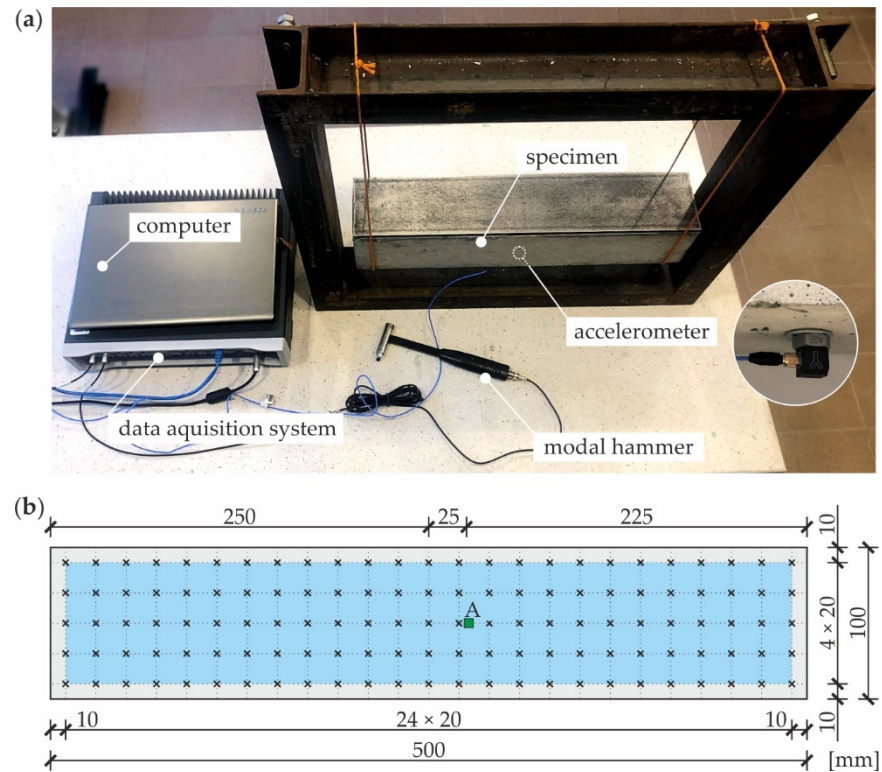 (a)
specimen
computer
accelerometer
data aquisition system
modal hammer
(b)
250
25
225
10
A
4 × 20
100
10
24 × 20
10
10
500
[mm]